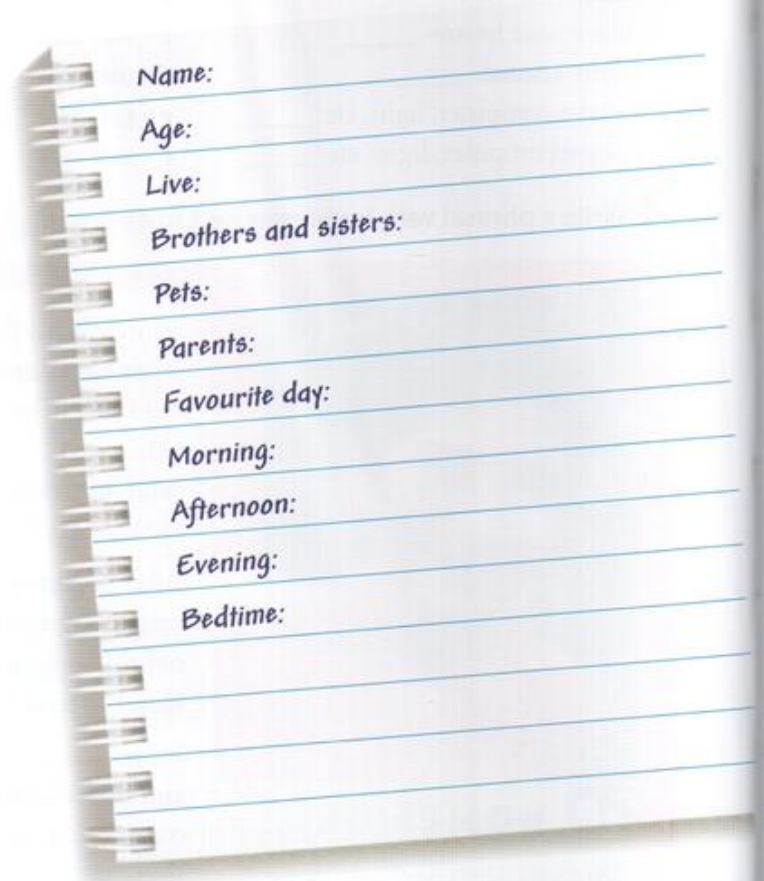 Name:
Age:
Live:
Brothers and sisters:
Pets:
Parents:
Favourite day:
Morning:
Afternoon:
Evening:
Bedtime: